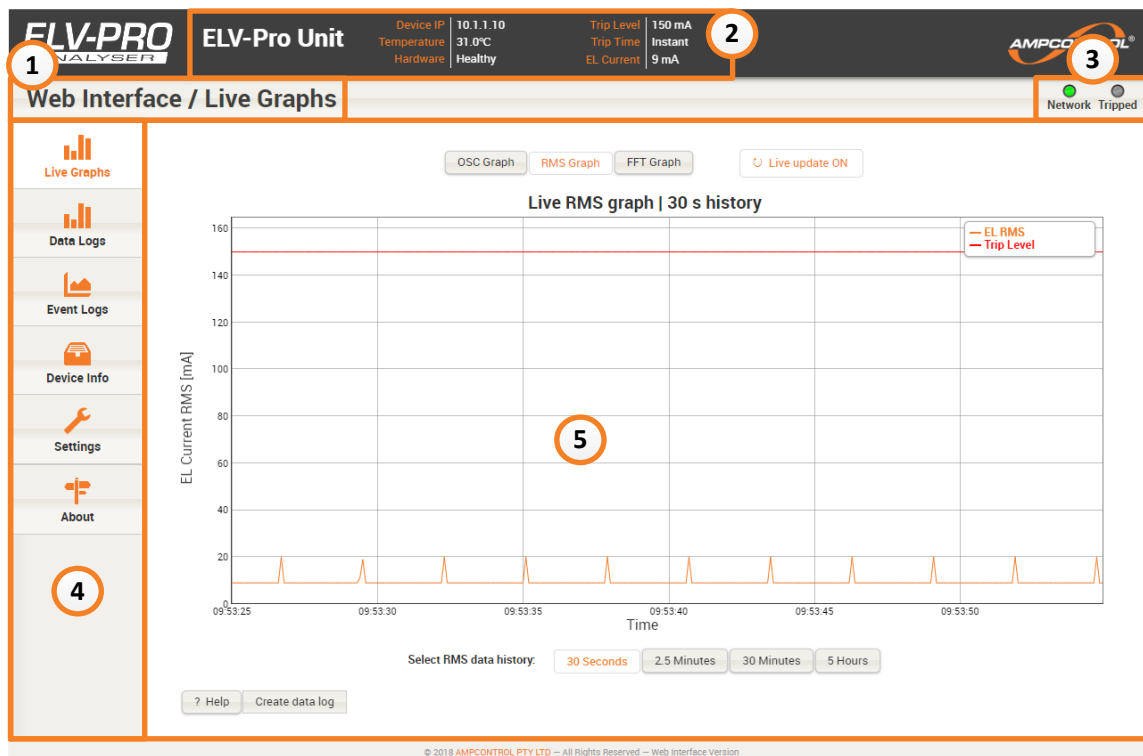 ELV-PRO
ANALYSER
ELV-Pro Unit
Device IP 10.1.1.10
Temperature 31.0°C
Hardware Healthy
Trip Level 150 mA
Trip Time Instant
EL Current 9 mA
2
AMPCONTROL®
1
3
Web Interface / Live Graphs
Network Tripped
Live Graphs
Data Logs
Event Logs
Device Info
Settings
About
4
OSC Graph RMS Graph FFT Graph Live update ON
Live RMS graph | 30 s history
EL RMS
Trip Level
160
140
120
100
80
60
40
20
0
EL Current RMS [mA]
5
09:53:25 09:53:30 09:53:35 09:53:40 09:53:45 09:53:50
Time
Select RMS data history: 30 Seconds 2.5 Minutes 30 Minutes 5 Hours
? Help Create data log
© 2018 AMPCONTROL PTY LTD — All Rights Reserved — Web Interface Version